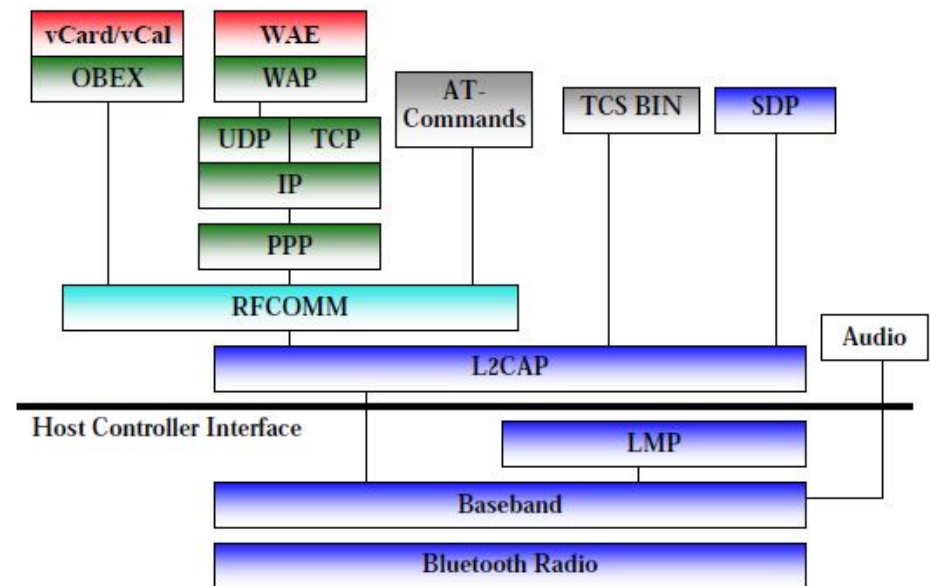 vCard/vCal
WAE
OBEX
WAP
AT-
Commands
TCS BIN
SDP
UDP
TCP
IP
PPP
RFCOMM
Audio
L2CAP
Host Controller Interface
LMP
Baseband
Bluetooth Radio